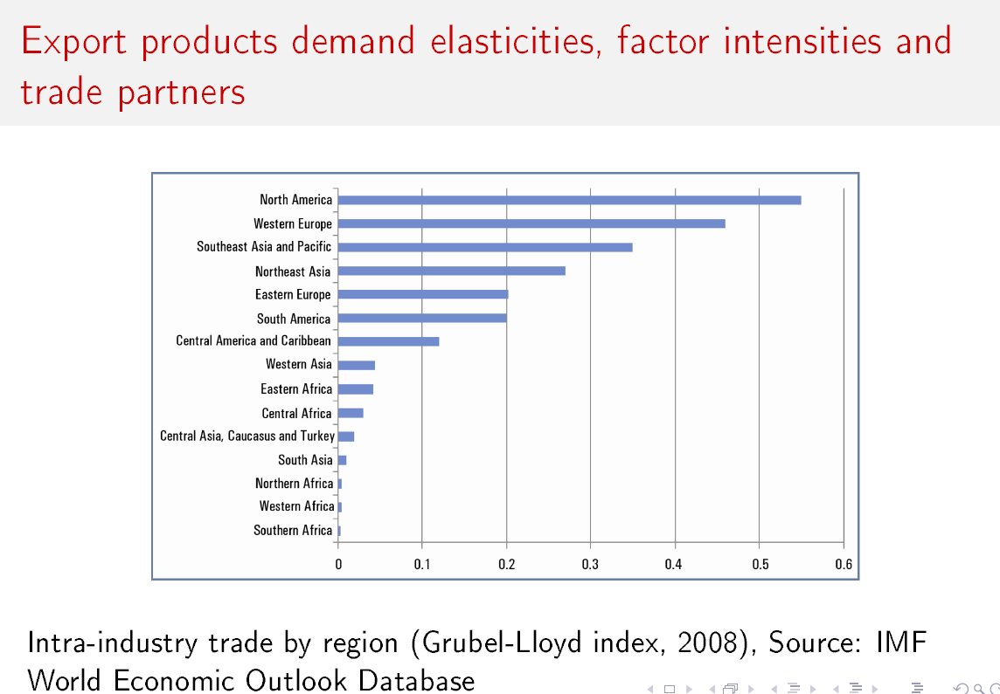 Export products demand elasticities, factor intensities and
trade partners
North America
Western Europe
Southeast Asia and Pacific
Northeast Asia
Eastern Europe
South America
Central America and Caribbean
Western Asia
Eastern Africa
Central Africa
Central Asia, Caucasus and Turkey
South Asia
Northern Africa
Western Africa
Southern Africa
0 0.1 0.2 0.3 0.4 0.5 0.6
Intra-industry trade by region (Grubel-Lloyd index, 2008), Source: IMF
World Economic Outlook Database